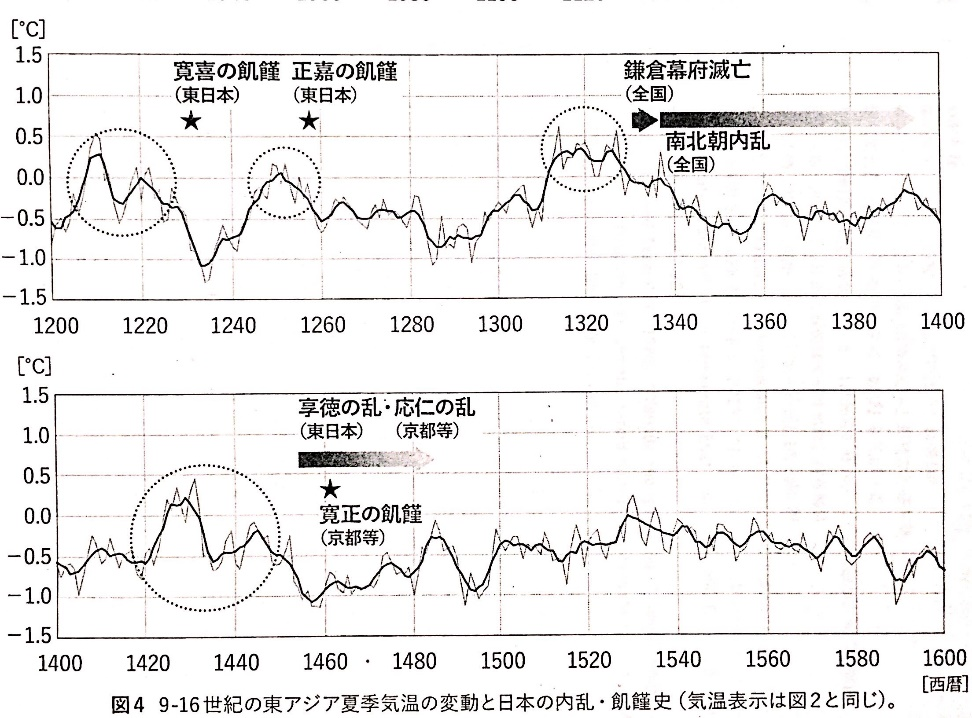 [℃]
1.5
1.0
0.5
0.0
−0.5
−1.0
−1.5
寛喜の飢饉 正嘉の飢饉
(東日本) (東日本)
★ ★
鎌倉幕府滅亡
(全国)
南北朝内乱
(全国)
1200 1220 1240 1260 1280 1300 1320 1340 1360 1380 1400
[℃]
1.5
1.0
0.5
0.0
−0.5
−1.0
−1.5
享徳の乱・応仁の乱
(東日本) (京都等)
★
寛正の飢饉
(京都等)
1400 1420 1440 1460 1480 1500 1520 1540 1560 1580 1600
[西暦]
図4 9-16世紀の東アジア夏季気温の変動と日本の内乱・飢饉史(気温表示は図2と同じ)。